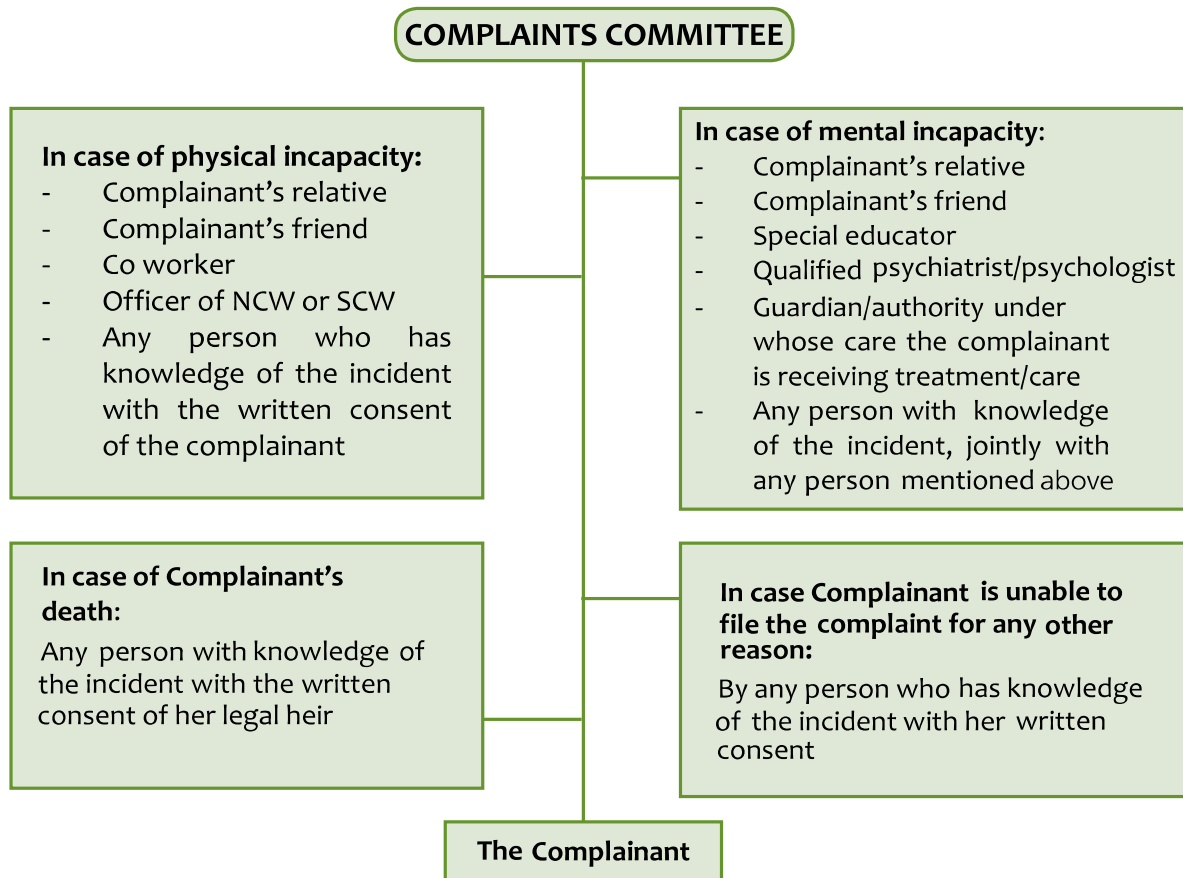 COMPLAINTS COMMITTEE
In case of physical incapacity:
- Complainant’s relative
- Complainant’s friend
- Co worker
- Officer of NCW or SCW
- Any person who has
knowledge of the incident
with the written consent
of the complainant
In case of mental incapacity:
- Complainant’s relative
- Complainant’s friend
- Special educator
- Qualified psychiatrist/psychologist
- Guardian/authority under
whose care the complainant
is receiving treatment/care
- Any person with knowledge
of the incident, jointly with
any person mentioned above
In case of Complainant’s
death:
Any person with knowledge of
the incident with the written
consent of her legal heir
In case Complainant is unable to
file the complaint for any other
reason:
By any person who has knowledge
of the incident with her written
consent
The Complainant